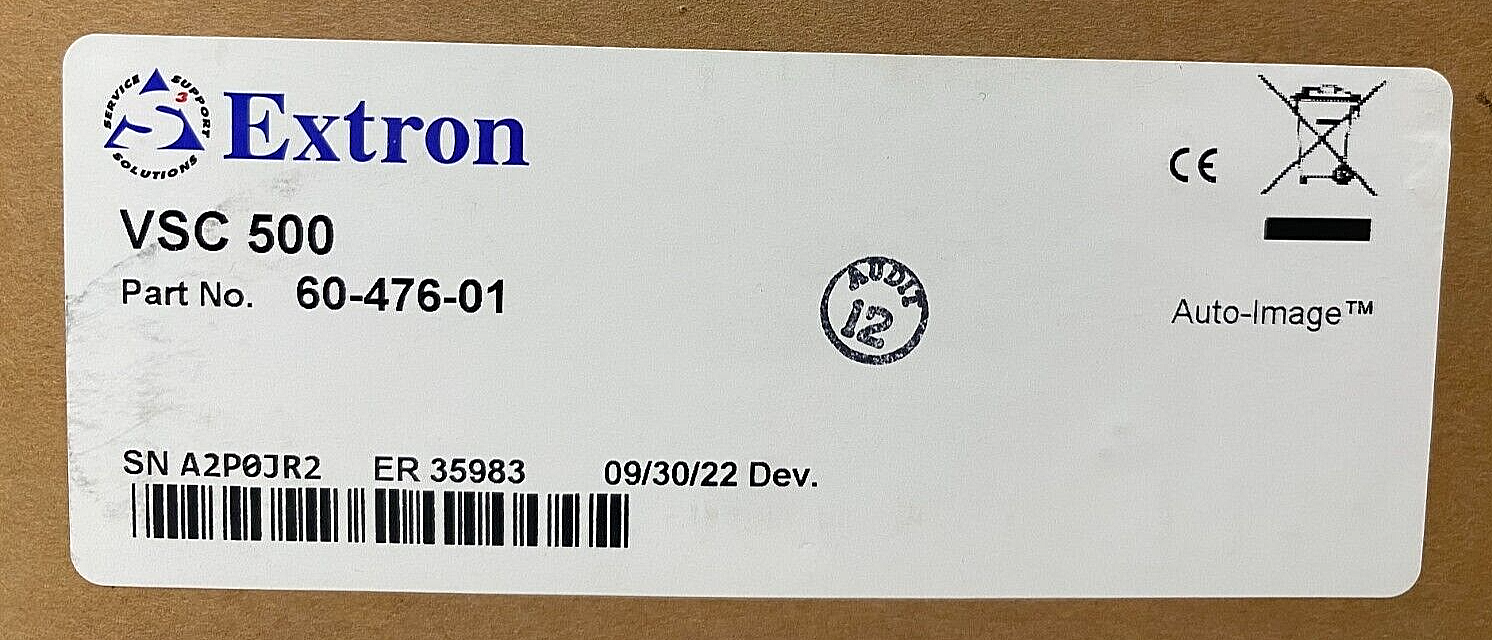 SERVICE SUPPORT SOLUTIONS
S3 Extron
CE
VSC 500
Part No. 60-476-01
AUDIT
12
Auto-Image™
SN A2P0JR2 ER 35983 09/30/22 Dev.